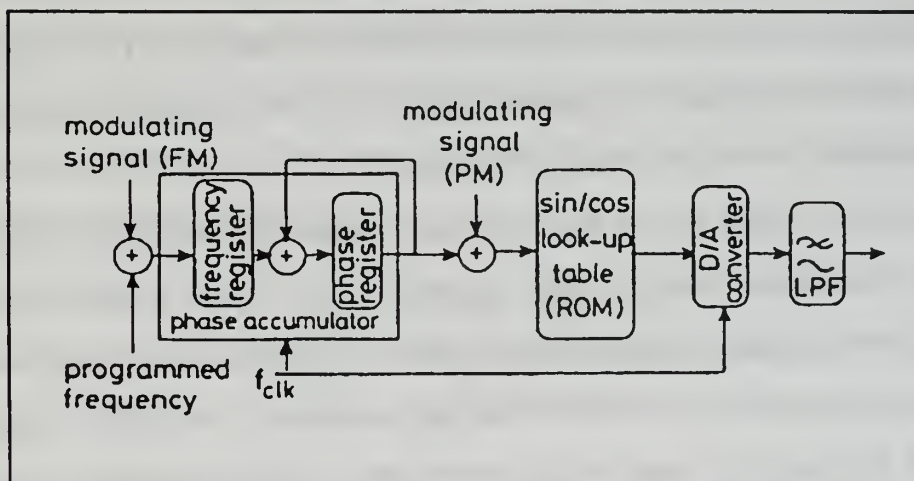 modulating
signal (FM)
modulating
signal
(PM)
frequency
register
phase
register
phase accumulator
sin/cos
look-up
table
(ROM)
D/A
converter
LPF
programmed
frequency
fclk